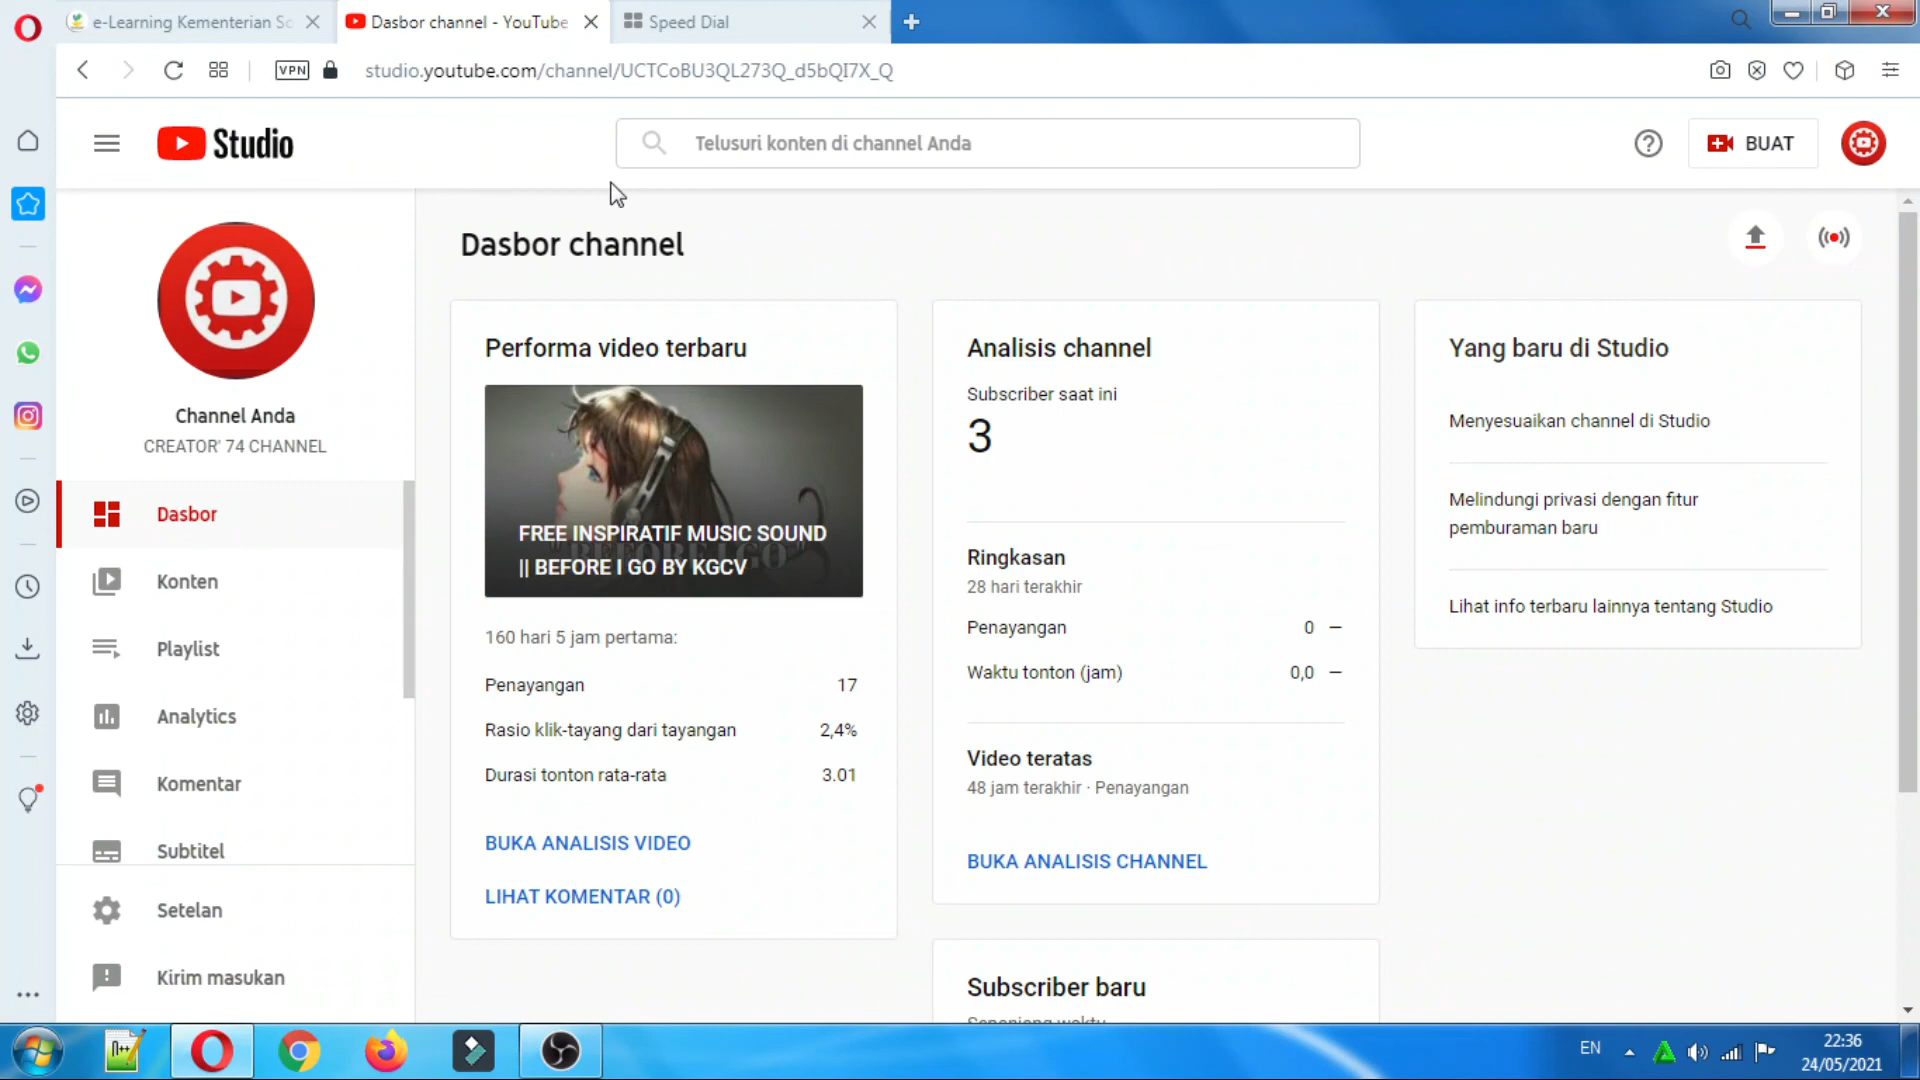 e-Learning Kementerian So
Dasbor channel - YouTube
Speed Dial
VPN
studio.youtube.com/channel/UCTCoBU3QL273Q_d5bQI7X_Q
Studio
Telusuri konten di channel Anda
BUAT
Channel Anda
CREATOR' 74 CHANNEL
Dasbor
Konten
Playlist
Analytics
Komentar
Subtitel
Setelan
Kirim masukan
Dasbor channel
Performa video terbaru
FREE INSPIRATIF MUSIC SOUND
|| BEFORE I GO BY KGCV
"BEFORE I GO"
160 hari 5 jam pertama:
Penayangan 17
Rasio klik-tayang dari tayangan 2,4%
Durasi tonton rata-rata 3.01
BUKA ANALISIS VIDEO
LIHAT KOMENTAR (0)
Analisis channel
Subscriber saat ini
3
Ringkasan
28 hari terakhir
Penayangan 0 —
Waktu tonton (jam) 0,0 —
Video teratas
48 jam terakhir · Penayangan
BUKA ANALISIS CHANNEL
Subscriber baru
Sepanjang waktu
Yang baru di Studio
Menyesuaikan channel di Studio
Melindungi privasi dengan fitur
pemburaman baru
Lihat info terbaru lainnya tentang Studio
EN
22:36
24/05/2021